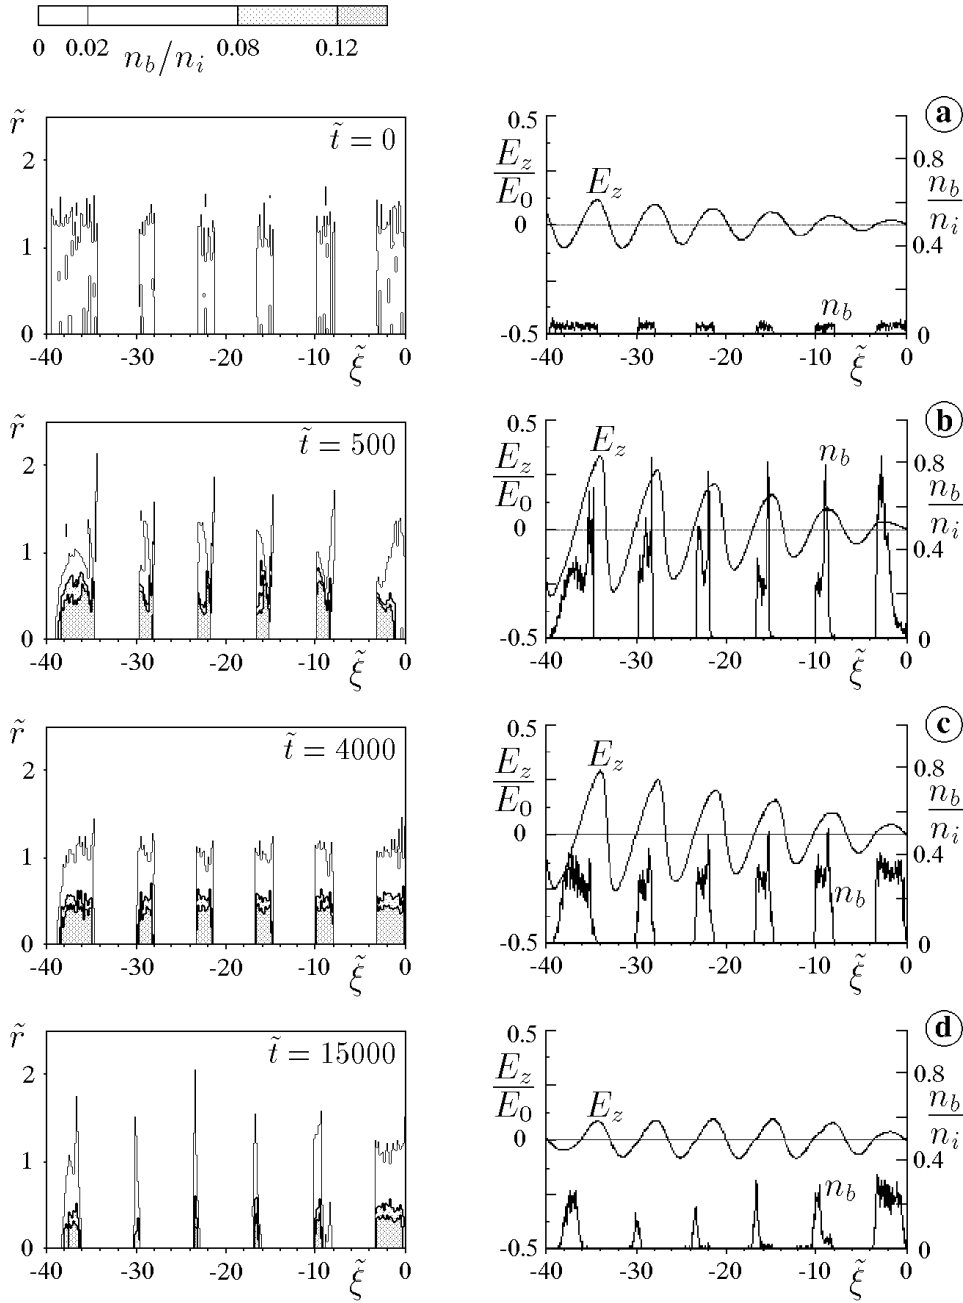 0 0.02 n_b/n_i 0.08 0.12
r̃ t̃ = 0
2
1
0
-40 -30 -20 -10 0
ξ̃
a
0.5 E_z/E_0 0 -0.5
E_z
n_b
0.8 n_b/n_i 0.4 0
-40 -30 -20 -10 0
ξ̃
r̃ t̃ = 500
2
1
0
-40 -30 -20 -10 0
ξ̃
b
0.5 E_z/E_0 0 -0.5
E_z n_b
0.8 n_b/n_i 0.4 0
-40 -30 -20 -10 0
ξ̃
r̃ t̃ = 4000
2
1
0
-40 -30 -20 -10 0
ξ̃
c
0.5 E_z/E_0 0 -0.5
E_z
n_b
0.8 n_b/n_i 0.4 0
-40 -30 -20 -10 0
ξ̃
r̃ t̃ = 15000
2
1
0
-40 -30 -20 -10 0
ξ̃
d
0.5 E_z/E_0 0 -0.5
E_z
n_b
0.8 n_b/n_i 0.4 0
-40 -30 -20 -10 0
ξ̃